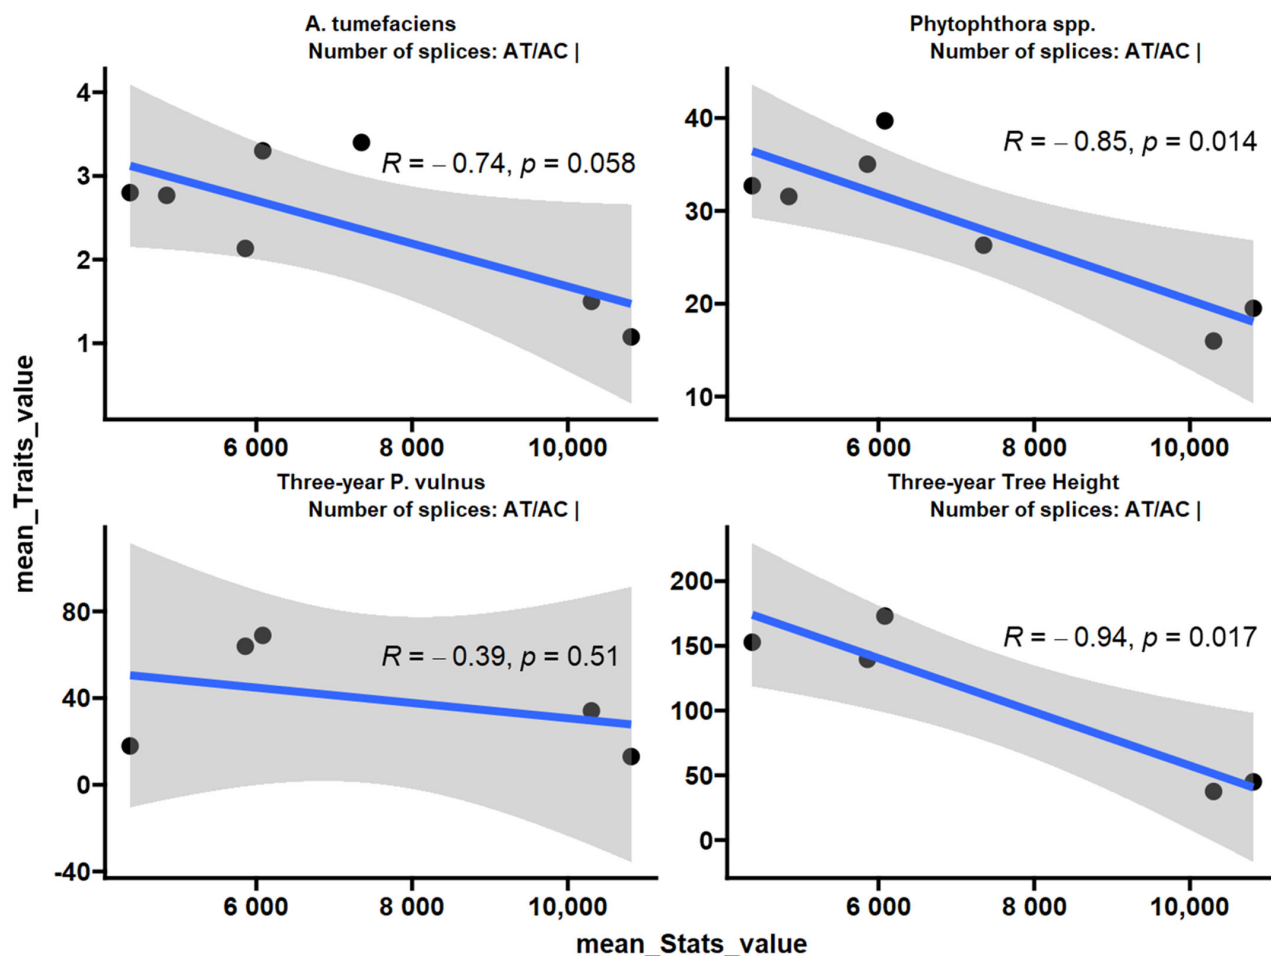 A. tumefaciens
Number of splices: AT/AC |
4
3
2
1
R = – 0.74, p = 0.058
6 000 8 000 10,000
Phytophthora spp.
Number of splices: AT/AC |
40
30
20
10
R = – 0.85, p = 0.014
6 000 8 000 10,000
Three-year P. vulnus
Number of splices: AT/AC |
80
40
0
-40
R = – 0.39, p = 0.51
6 000 8 000 10,000
Three-year Tree Height
Number of splices: AT/AC |
200
150
100
50
0
R = – 0.94, p = 0.017
6 000 8 000 10,000
mean_Traits_value
mean_Stats_value